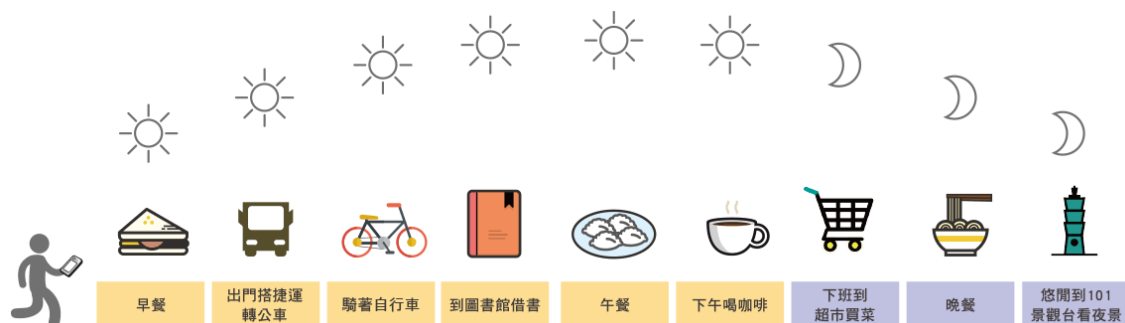 早餐
出門搭捷運
轉公車
騎著自行車
到圖書館借書
午餐
下午喝咖啡
下班到
超市買菜
晚餐
悠閒到101
景觀台看夜景